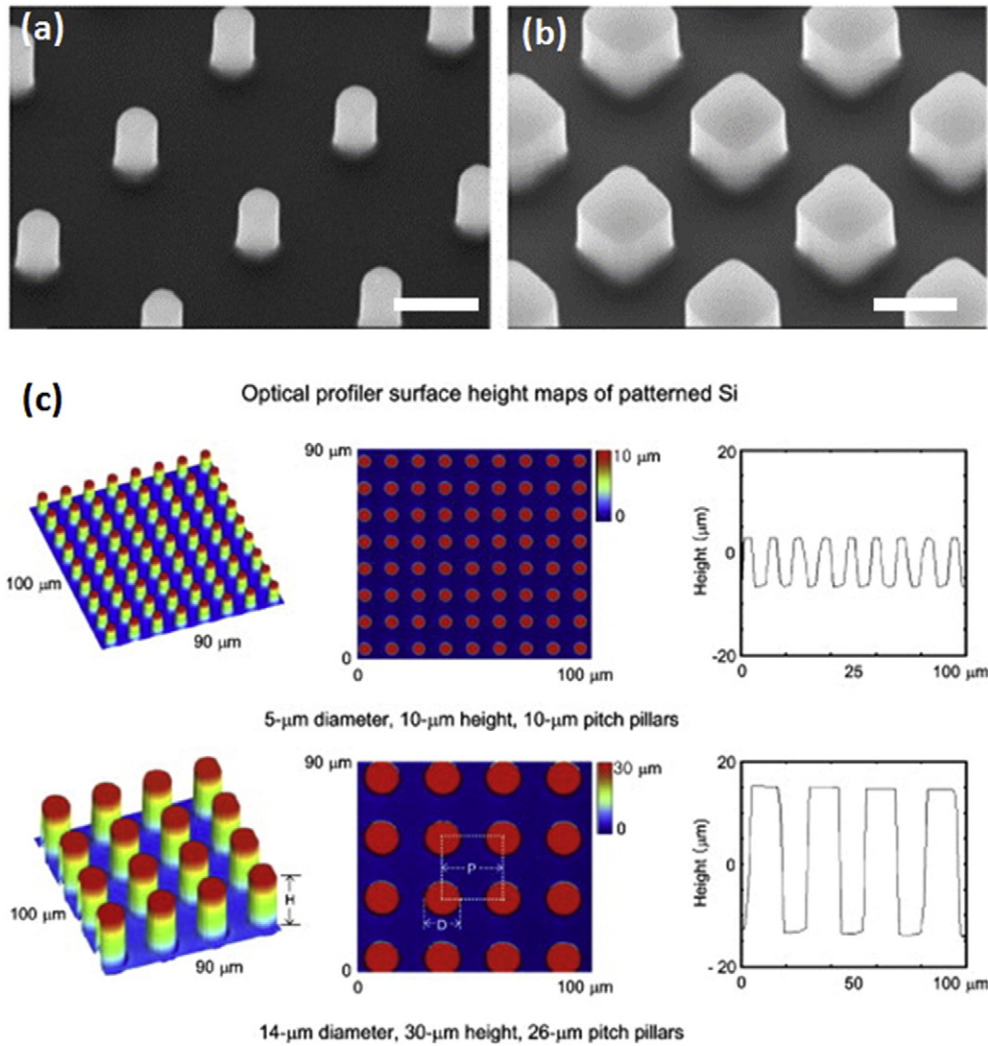 (a)
(b)
(c)
Optical profiler surface height maps of patterned Si
100 μm
90 μm
90 μm
0
0
100 μm
10 μm
0
Height (μm)
20
0
-20
0
25
100 μm
5-μm diameter, 10-μm height, 10-μm pitch pillars
100 μm
90 μm
H
90 μm
0
0
100 μm
P
D
30 μm
0
Height (μm)
20
0
- 20
0
50
100 μm
14-μm diameter, 30-μm height, 26-μm pitch pillars